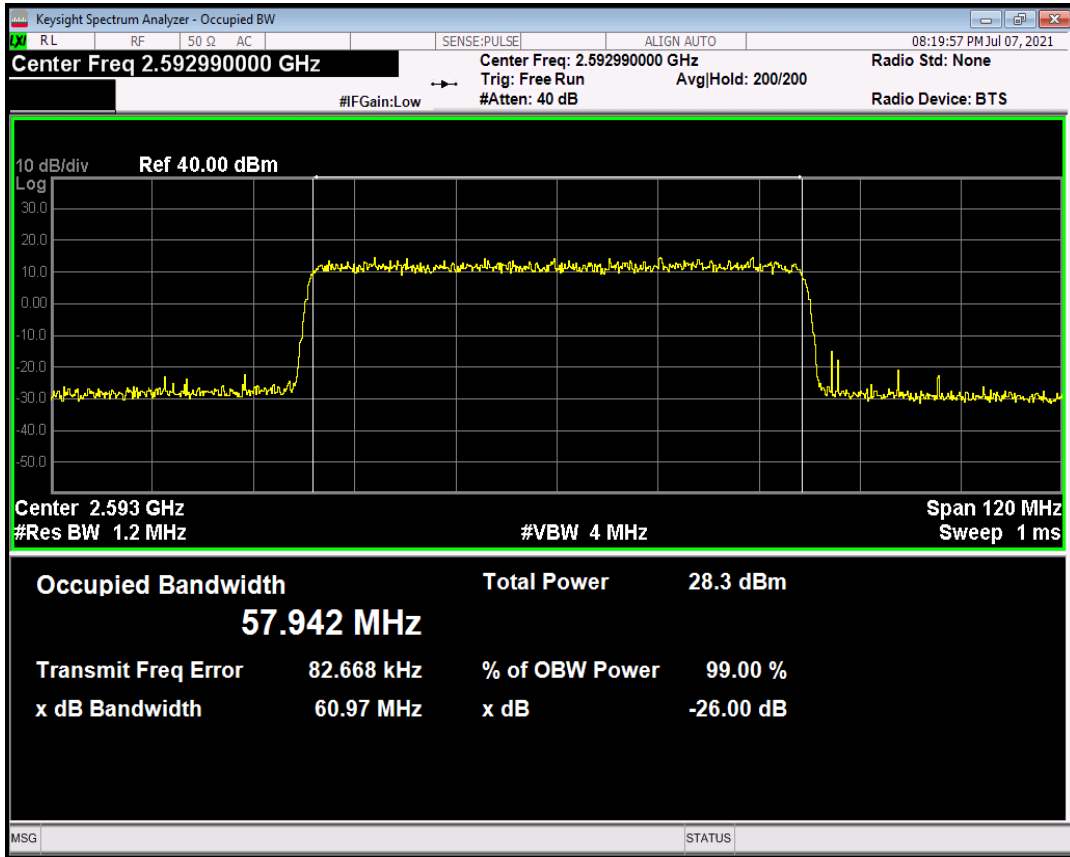 Keysight Spectrum Analyzer - Occupied BW
LXI RL RF 50 Ω AC SENSE:PULSE ALIGN AUTO 08:19:57 PM Jul 07, 2021
Center Freq 2.592990000 GHz
Center Freq: 2.592990000 GHz Radio Std: None
Trig: Free Run Avg|Hold: 200/200
#IFGain:Low #Atten: 40 dB Radio Device: BTS
10 dB/div Ref 40.00 dBm
Log
30.0
20.0
10.0
0.00
-10.0
-20.0
-30.0
-40.0
-50.0
Center 2.593 GHz Span 120 MHz
#Res BW 1.2 MHz #VBW 4 MHz Sweep 1 ms
Occupied Bandwidth Total Power 28.3 dBm
57.942 MHz
Transmit Freq Error 82.668 kHz % of OBW Power 99.00 %
x dB Bandwidth 60.97 MHz x dB -26.00 dB
MSG STATUS